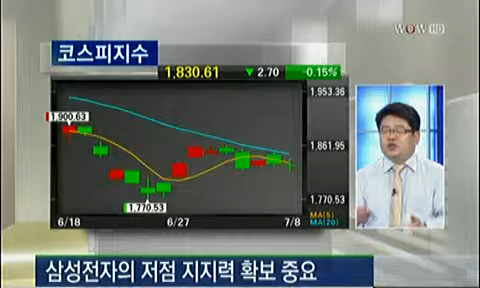 WOW HD
코스피지수
1,830.61 ▼ 2.70 -0.15%
1,953.36
1,900.63
1,861.95
1,770.53
1,770.53
6/18 6/27 7/8
MA(5)
MA(20)
삼성전자의 저점 지지력 확보 중요